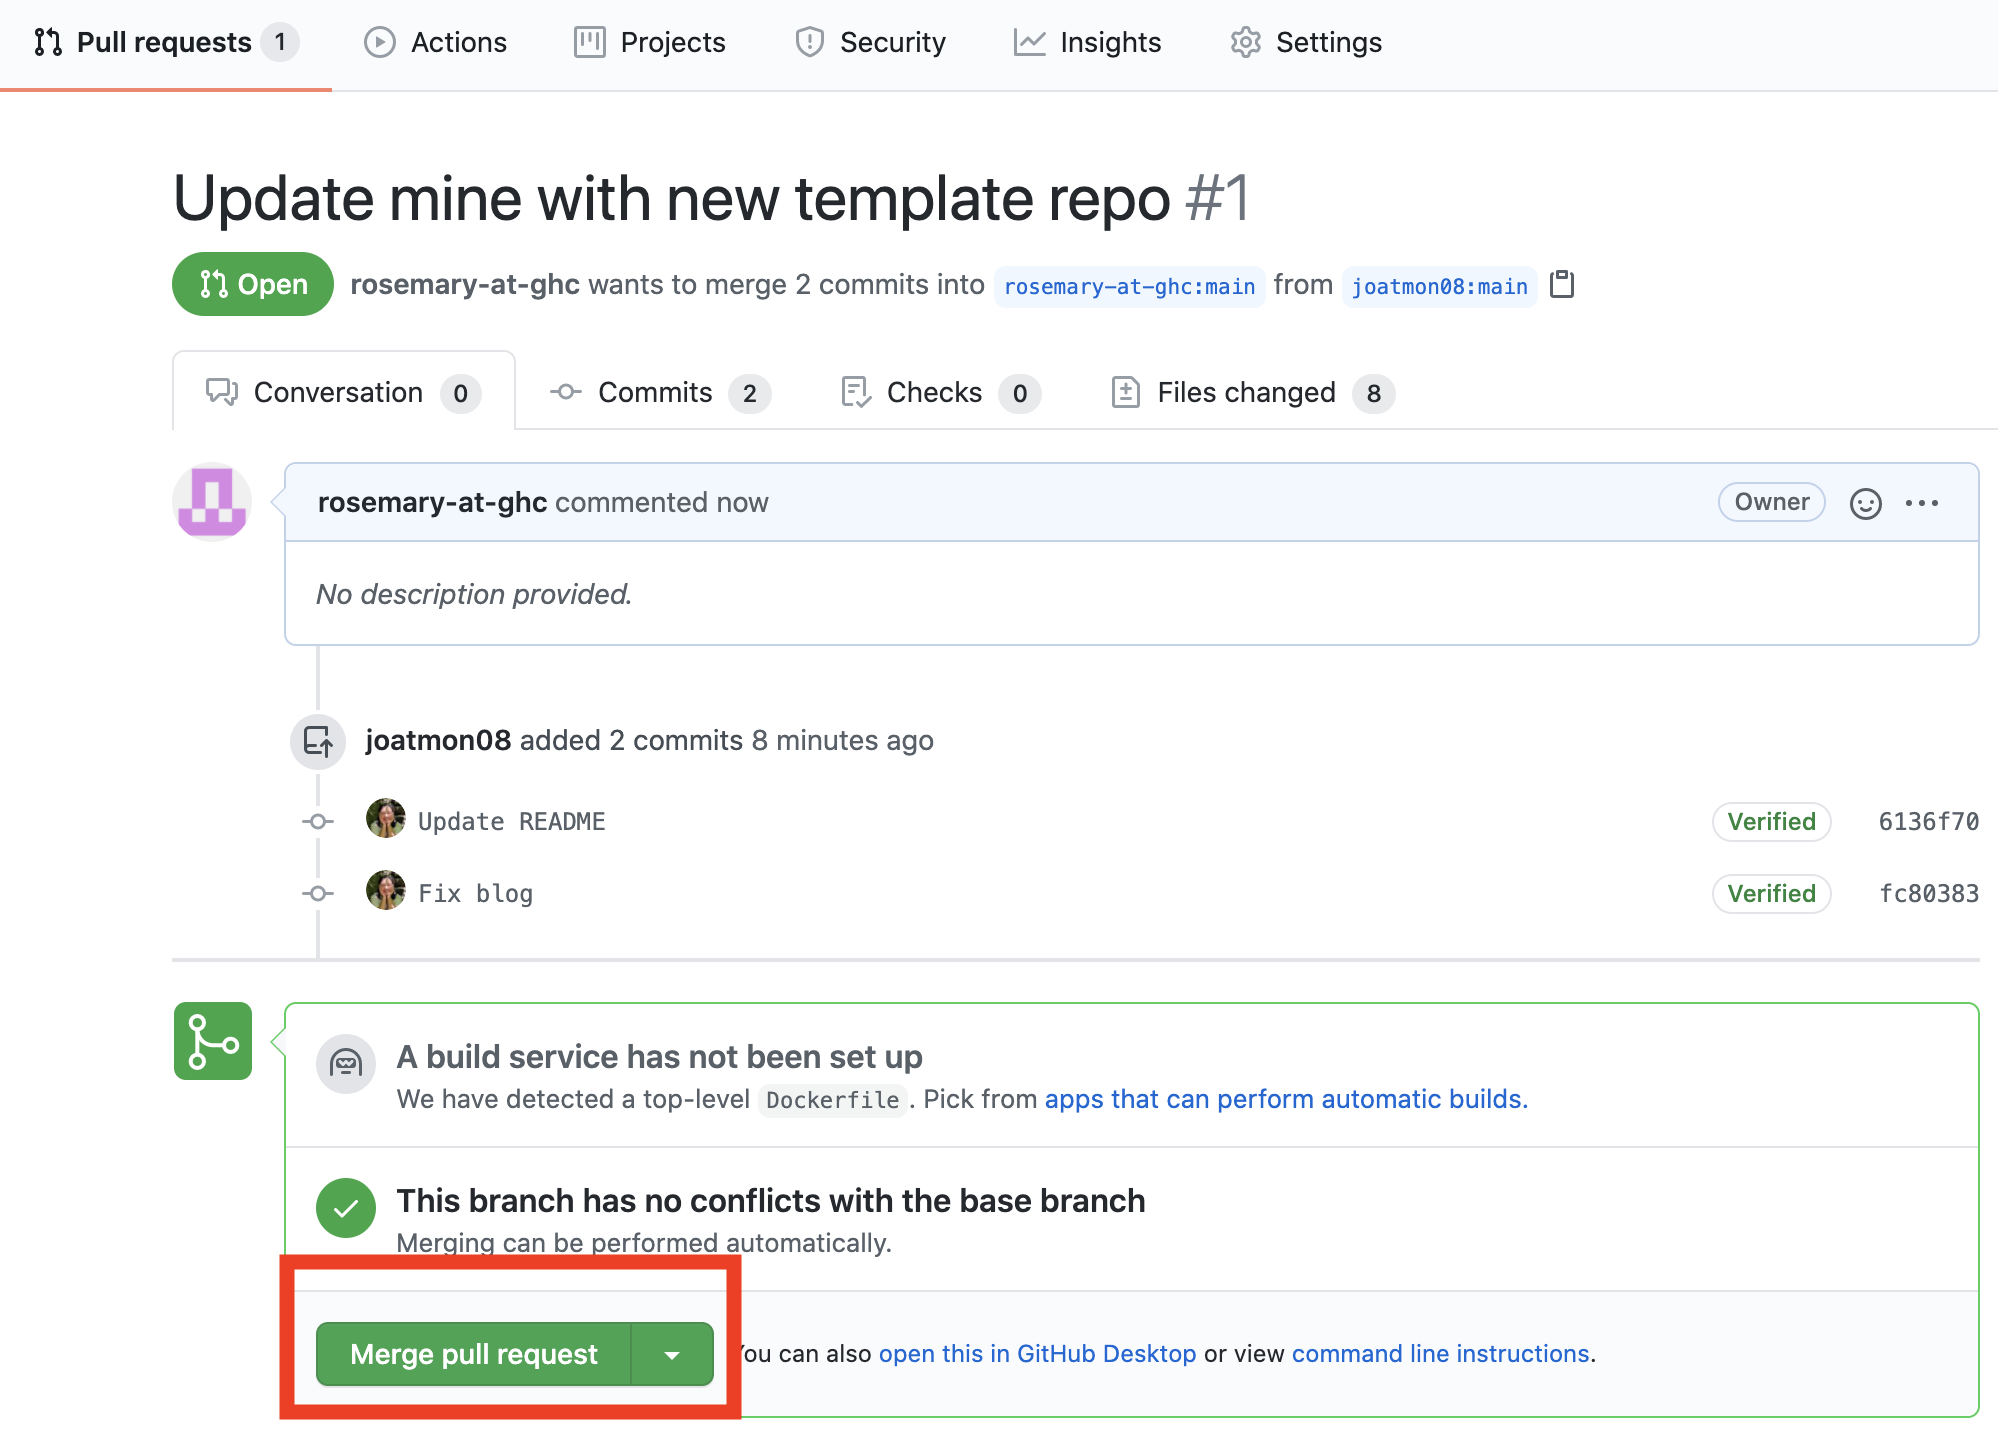 Pull requests 1 Actions Projects Security Insights Settings
Update mine with new template repo #1
Open rosemary-at-ghc wants to merge 2 commits into rosemary-at-ghc:main from joatmon08:main
Conversation 0 Commits 2 Checks 0 Files changed 8
rosemary-at-ghc commented now Owner
No description provided.
joatmon08 added 2 commits 8 minutes ago
Update README Verified 6136f70
Fix blog Verified fc80383
A build service has not been set up
We have detected a top-level Dockerfile. Pick from apps that can perform automatic builds.
This branch has no conflicts with the base branch
Merging can be performed automatically.
Merge pull request You can also open this in GitHub Desktop or view command line instructions.